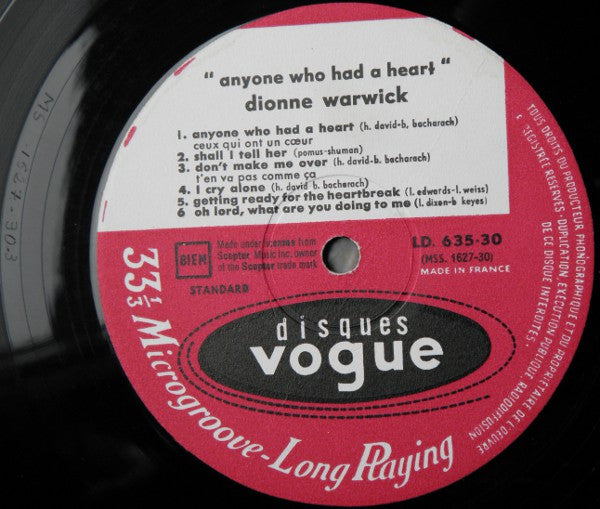 " anyone who had a heart "
dionne warwick
1. anyone who had a heart (h. david-b. bacharach)
ceux qui ont un cœur
2. shall I tell her (pomus-shuman)
3. don't make me over (h. david-b. bacharach)
t'en va pas comme ça
4. I cry alone (h. david b. bacharach)
5. getting ready for the heartbreak (l. edwards-l. weiss)
6 oh lord, what are you doing to me (l. dixon-b keyes)
BIEM
Made under license from
Scepter Music Inc. owner
of the Scepter trade mark
STANDARD
LD. 635-30
(MSS. 1627-30)
MADE IN FRANCE
disques
vogue
33⅓ Microgroove-Long Playing
TOUS DROITS DU PRODUCTEUR PHONOGRAPHIQUE ET DU PROPRIÉTAIRE DE L'ŒUVRE
ENREGISTRÉE RÉSERVÉS - DUPLICATION, EXÉCUTION PUBLIQUE RADIODIFFUSION
DE CE DISQUE INTERDITES.